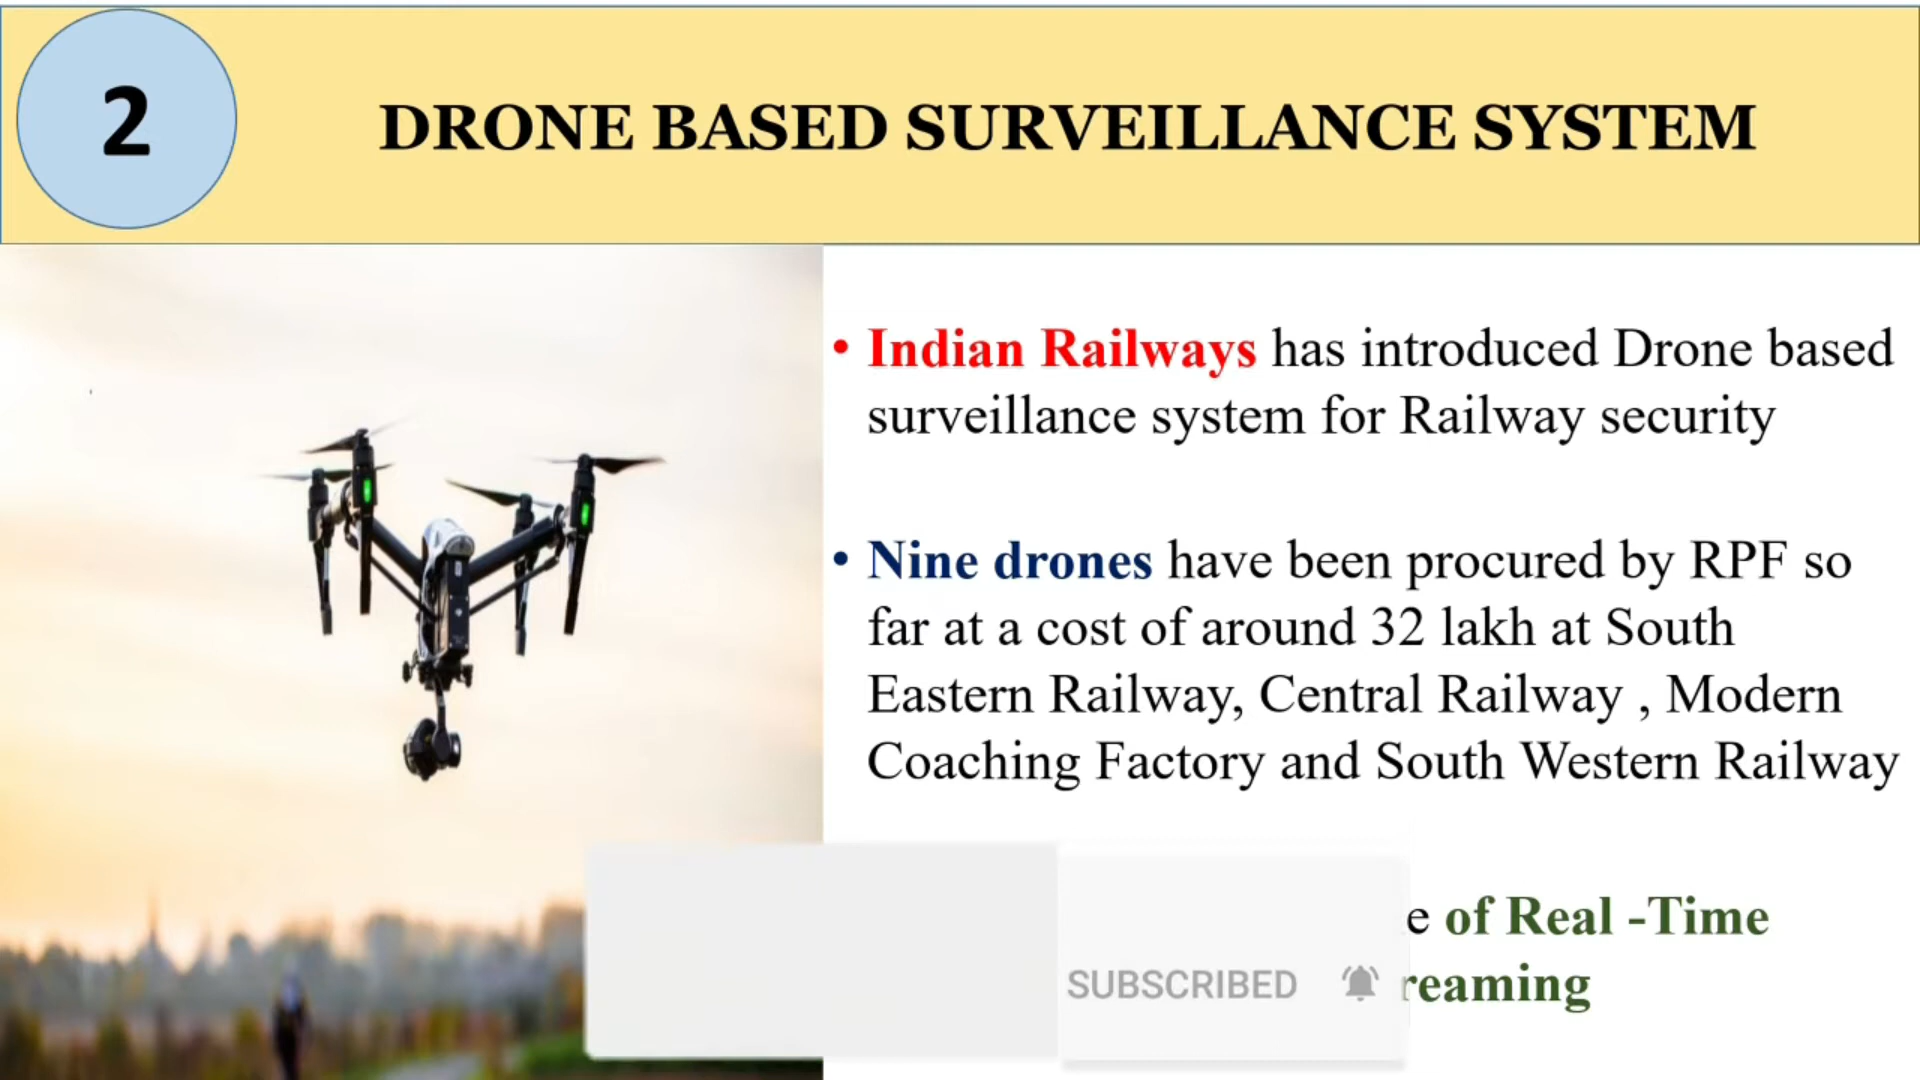 2
DRONE BASED SURVEILLANCE SYSTEM
• Indian Railways has introduced Drone based
surveillance system for Railway security
• Nine drones have been procured by RPF so
far at a cost of around 32 lakh at South
Eastern Railway, Central Railway , Modern
Coaching Factory and South Western Railway
of Real -Time
SUBSCRIBED